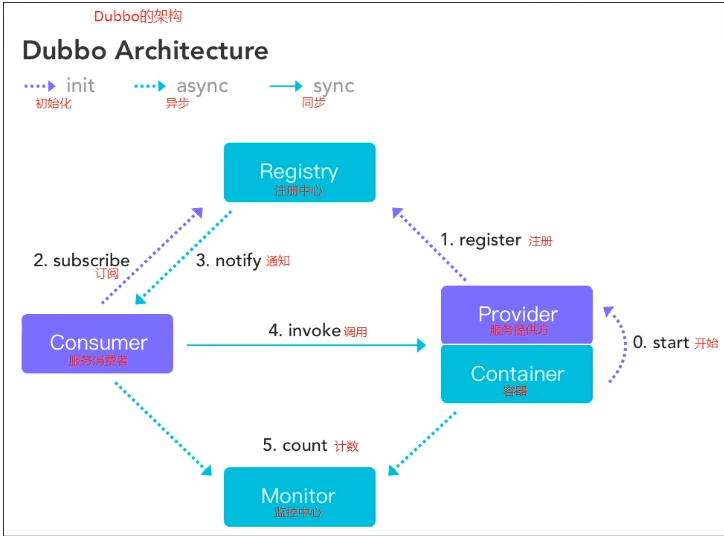 Dubbo的架构
Dubbo Architecture
init
async
sync
初始化
异步
同步
Registry
注册中心
1. register 注册
2. subscribe
订阅
3. notify 通知
Provider
服务提供方
Consumer
服务消费者
4. invoke 调用
0. start 开始
Container
容器
5. count 计数
Monitor
监控中心